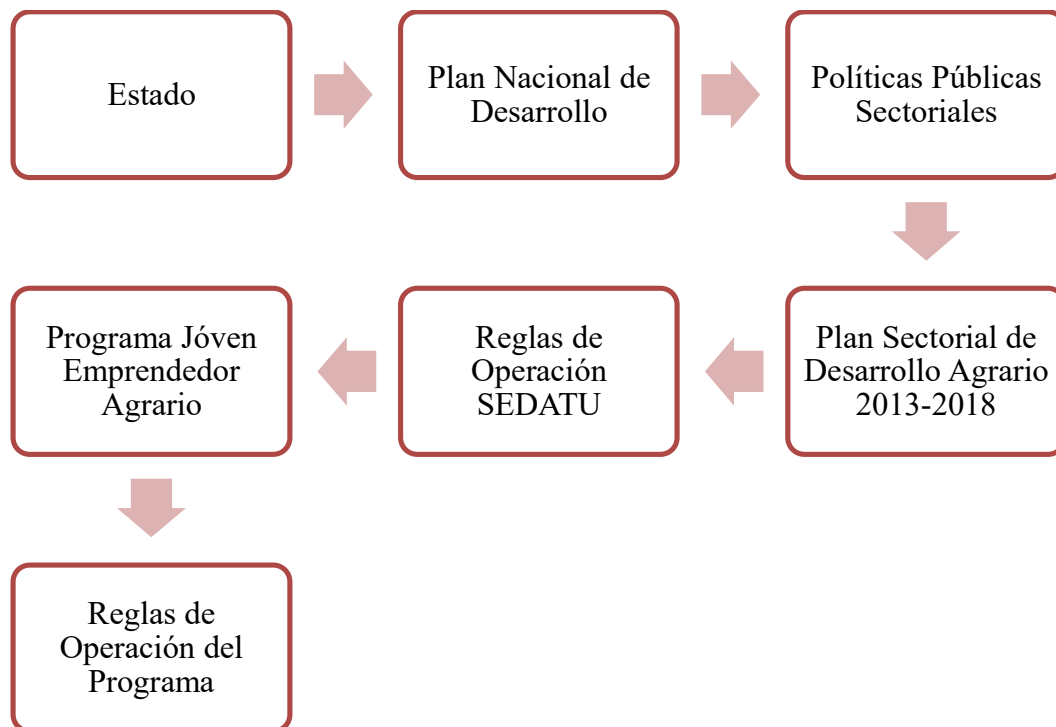 Estado
Plan Nacional de
Desarrollo
Políticas Públicas
Sectoriales
Plan Sectorial de
Desarrollo Agrario
2013-2018
Reglas de
Operación
SEDATU
Programa Jóven
Emprendedor
Agrario
Reglas de
Operación del
Programa